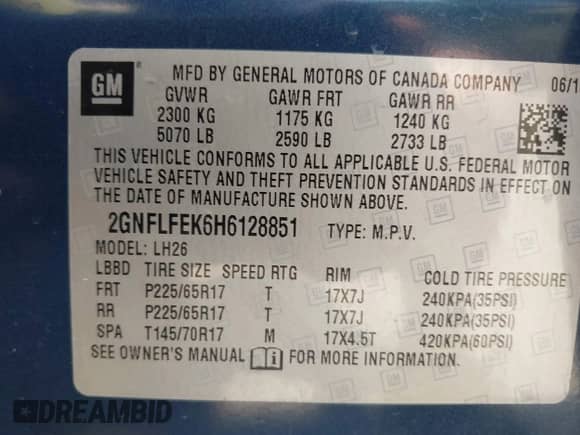 GM MFD BY GENERAL MOTORS OF CANADA COMPANY 06/1
GVWR GAWR FRT GAWR RR
2300 KG 1175 KG 1240 KG
5070 LB 2590 LB 2733 LB
THIS VEHICLE CONFORMS TO ALL APPLICABLE U.S. FEDERAL MOTOR
VEHICLE SAFETY AND THEFT PREVENTION STANDARDS IN EFFECT ON
THE DATE OF MANUFACTURE SHOWN ABOVE.
2GNFLFEK6H6128851 TYPE: M.P.V.
MODEL: LH26
LBBD TIRE SIZE SPEED RTG RIM COLD TIRE PRESSURE
FRT P225/65R17 T 17X7J 240KPA(35PSI)
RR P225/65R17 T 17X7J 240KPA(35PSI)
SPA T145/70R17 M 17X4.5T 420KPA(60PSI)
SEE OWNER'S MANUAL FOR MORE INFORMATION.
DREAMBID